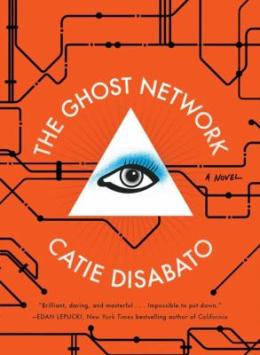 THE GHOST NETWORK
A NOVEL
CATIE DISABATO
"Brilliant, daring, and masterful . . . Impossible to put down."
—EDAN LEPUCKI, New York Times bestselling author of California